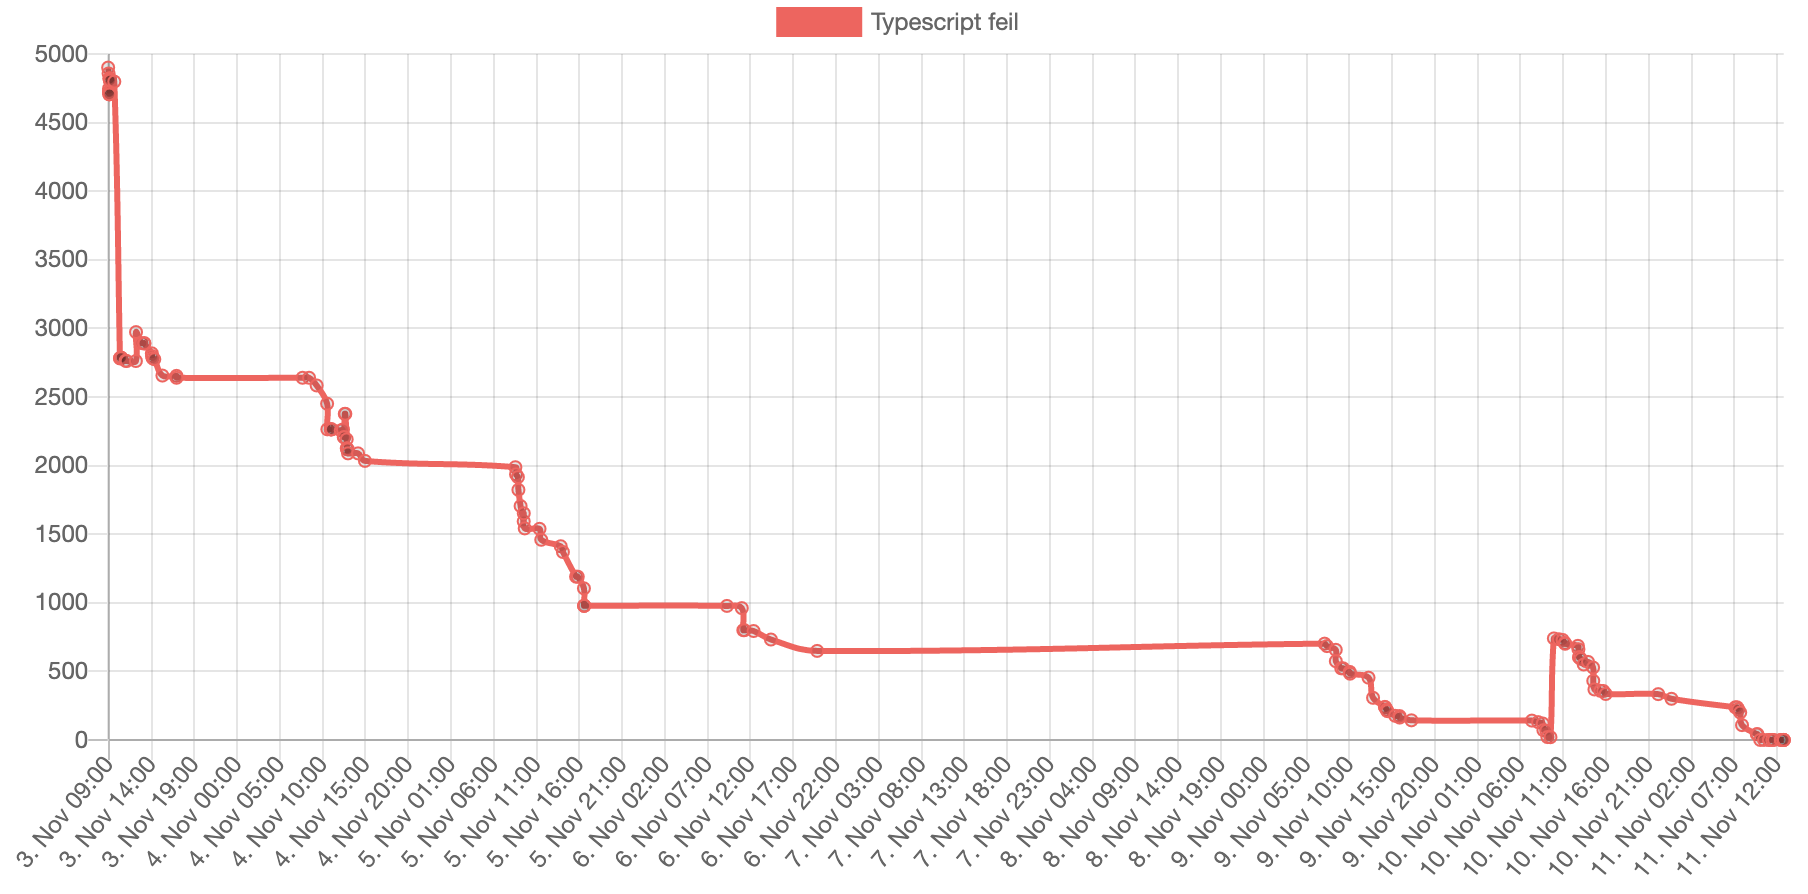 Typescript feil
5000
4500
4000
3500
3000
2500
2000
1500
1000
500
0
3. Nov 09:00
3. Nov 14:00
3. Nov 19:00
4. Nov 00:00
4. Nov 05:00
4. Nov 10:00
4. Nov 15:00
4. Nov 20:00
5. Nov 01:00
5. Nov 06:00
5. Nov 11:00
5. Nov 16:00
5. Nov 21:00
6. Nov 02:00
6. Nov 07:00
6. Nov 12:00
6. Nov 17:00
6. Nov 22:00
7. Nov 03:00
7. Nov 08:00
7. Nov 13:00
7. Nov 18:00
7. Nov 23:00
8. Nov 04:00
8. Nov 09:00
8. Nov 14:00
8. Nov 19:00
9. Nov 00:00
9. Nov 05:00
9. Nov 10:00
9. Nov 15:00
9. Nov 20:00
10. Nov 01:00
10. Nov 06:00
10. Nov 11:00
10. Nov 16:00
10. Nov 21:00
11. Nov 02:00
11. Nov 07:00
11. Nov 12:00